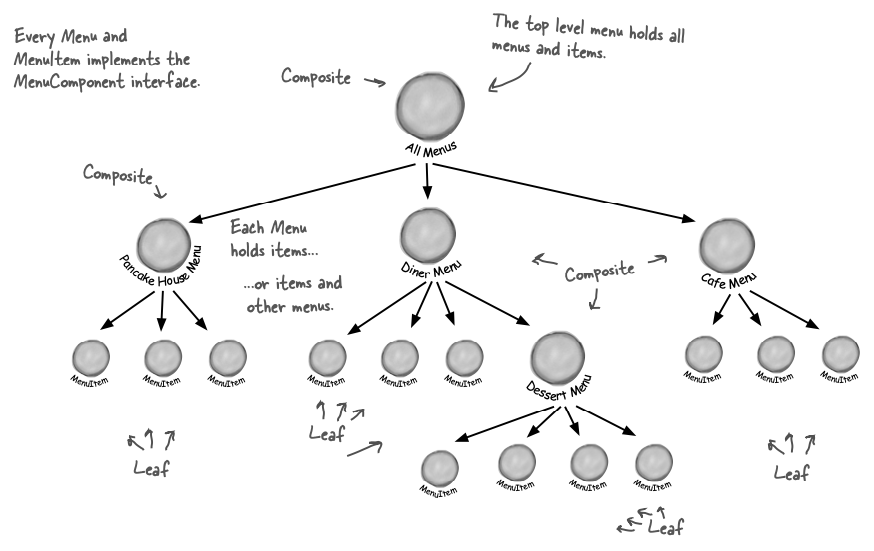 Every Menu and
MenuItem implements the
MenuComponent interface.
The top level menu holds all
menus and items.
Composite
All Menus
Composite
Pancake House Menu
Each Menu
holds items...
...or items and
other menus.
Diner Menu
Composite
Cafe Menu
MenuItem
MenuItem
MenuItem
MenuItem
MenuItem
MenuItem
Dessert Menu
MenuItem
MenuItem
MenuItem
Leaf
Leaf
Leaf
MenuItem
MenuItem
MenuItem
MenuItem
Leaf